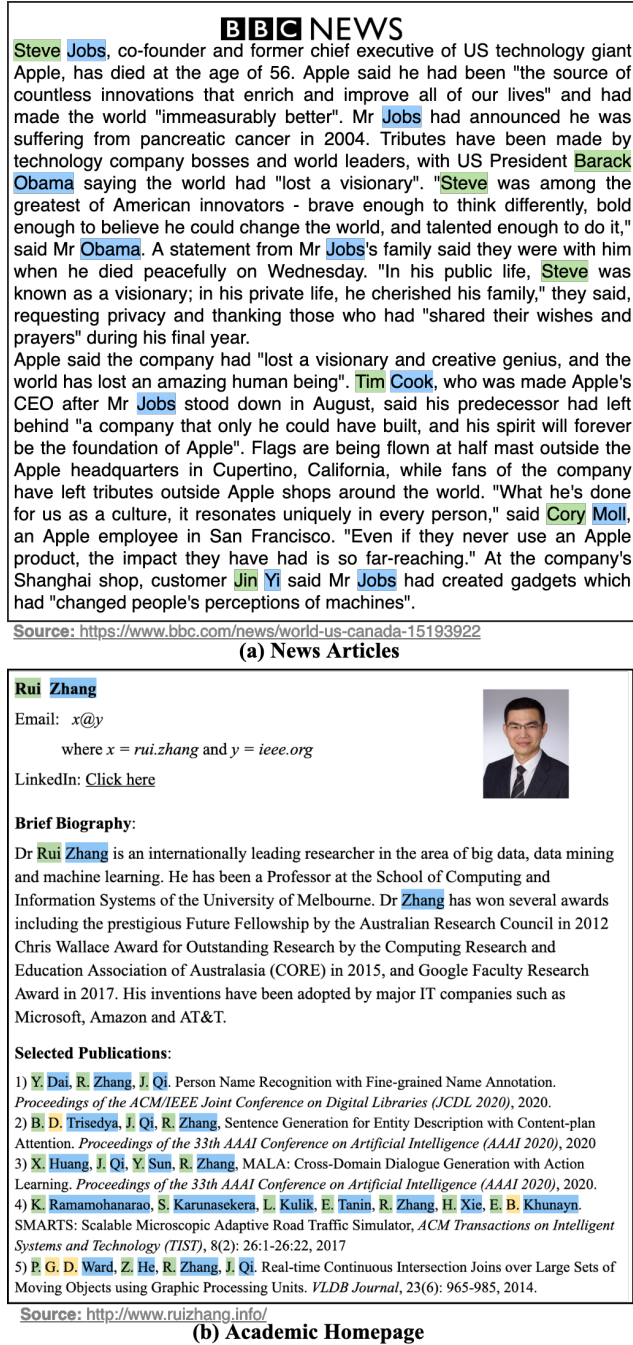 BBC NEWS
Steve Jobs, co-founder and former chief executive of US technology giant
Apple, has died at the age of 56. Apple said he had been "the source of
countless innovations that enrich and improve all of our lives" and had
made the world "immeasurably better". Mr Jobs had announced he was
suffering from pancreatic cancer in 2004. Tributes have been made by
technology company bosses and world leaders, with US President Barack
Obama saying the world had "lost a visionary". "Steve was among the
greatest of American innovators - brave enough to think differently, bold
enough to believe he could change the world, and talented enough to do it,"
said Mr Obama. A statement from Mr Jobs's family said they were with him
when he died peacefully on Wednesday. "In his public life, Steve was
known as a visionary; in his private life, he cherished his family," they said,
requesting privacy and thanking those who had "shared their wishes and
prayers" during his final year.
Apple said the company had "lost a visionary and creative genius, and the
world has lost an amazing human being". Tim Cook, who was made Apple's
CEO after Mr Jobs stood down in August, said his predecessor had left
behind "a company that only he could have built, and his spirit will forever
be the foundation of Apple". Flags are being flown at half mast outside the
Apple headquarters in Cupertino, California, while fans of the company
have left tributes outside Apple shops around the world. "What he's done
for us as a culture, it resonates uniquely in every person," said Cory Moll,
an Apple employee in San Francisco. "Even if they never use an Apple
product, the impact they have had is so far-reaching." At the company's
Shanghai shop, customer Jin Yi said Mr Jobs had created gadgets which
had "changed people's perceptions of machines".
Source: https://www.bbc.com/news/world-us-canada-15193922
(a) News Articles
Rui Zhang
Email: x@y
where x = rui.zhang and y = ieee.org
LinkedIn: Click here
Brief Biography:
Dr Rui Zhang is an internationally leading researcher in the area of big data, data mining
and machine learning. He has been a Professor at the School of Computing and
Information Systems of the University of Melbourne. Dr Zhang has won several awards
including the prestigious Future Fellowship by the Australian Research Council in 2012
Chris Wallace Award for Outstanding Research by the Computing Research and
Education Association of Australasia (CORE) in 2015, and Google Faculty Research
Award in 2017. His inventions have been adopted by major IT companies such as
Microsoft, Amazon and AT&T.
Selected Publications:
1) Y. Dai, R. Zhang, J. Qi. Person Name Recognition with Fine-grained Name Annotation.
Proceedings of the ACM/IEEE Joint Conference on Digital Libraries (JCDL 2020), 2020.
2) B. D. Trisedya, J. Qi, R. Zhang, Sentence Generation for Entity Description with Content-plan
Attention. Proceedings of the 33th AAAI Conference on Artificial Intelligence (AAAI 2020), 2020
3) X. Huang, J. Qi, Y. Sun, R. Zhang, MALA: Cross-Domain Dialogue Generation with Action
Learning. Proceedings of the 33th AAAI Conference on Artificial Intelligence (AAAI 2020), 2020.
4) K. Ramamohanarao, S. Karunasekera, L. Kulik, E. Tanin, R. Zhang, H. Xie, E. B. Khunayn.
SMARTS: Scalable Microscopic Adaptive Road Traffic Simulator, ACM Transactions on Intelligent
Systems and Technology (TIST), 8(2): 26:1-26:22, 2017
5) P. G. D. Ward, Z. He, R. Zhang, J. Qi. Real-time Continuous Intersection Joins over Large Sets of
Moving Objects using Graphic Processing Units. VLDB Journal, 23(6): 965-985, 2014.
Source: http://www.ruizhang.info/
(b) Academic Homepage